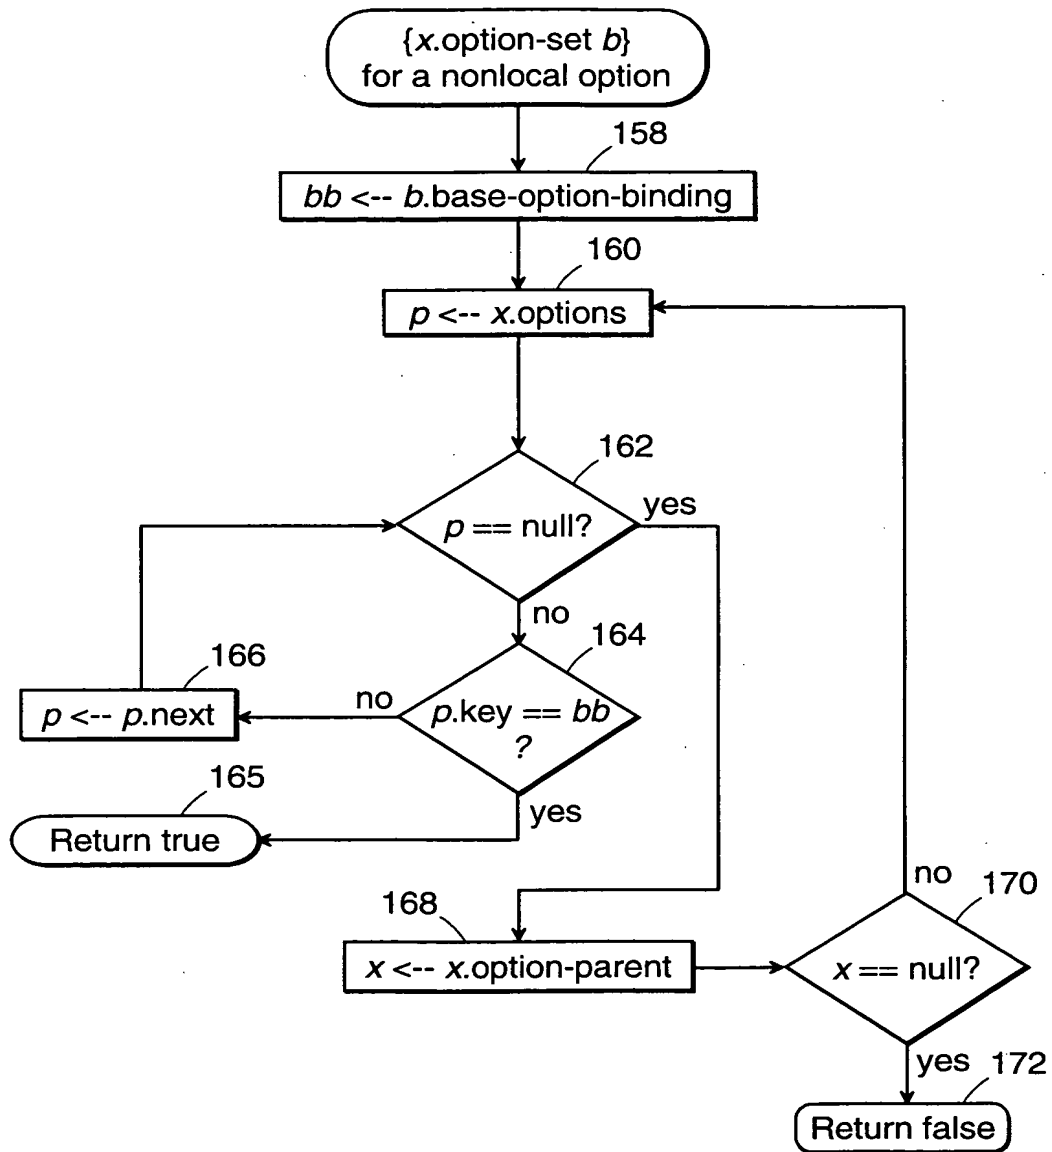 {x.option-set b}
for a nonlocal option
158
bb <-- b.base-option-binding
160
p <-- x.options
162
p == null?
yes
no
164
166
p <-- p.next
no
p.key == bb
?
165
yes
Return true
168
x <-- x.option-parent
no
170
x == null?
yes
172
Return false